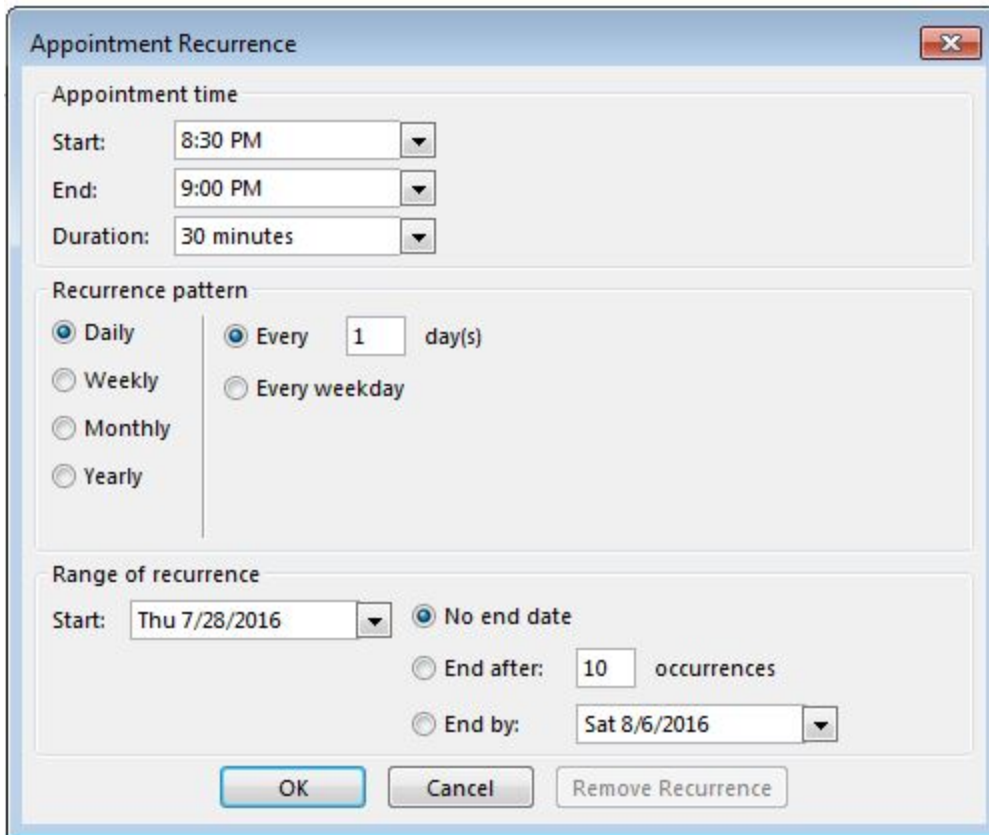 Appointment Recurrence
Appointment time
Start: 8:30 PM
End: 9:00 PM
Duration: 30 minutes
Recurrence pattern
Daily Every 1 day(s)
Weekly Every weekday
Monthly
Yearly
Range of recurrence
Start: Thu 7/28/2016 No end date
End after: 10 occurrences
End by: Sat 8/6/2016
OK Cancel Remove Recurrence